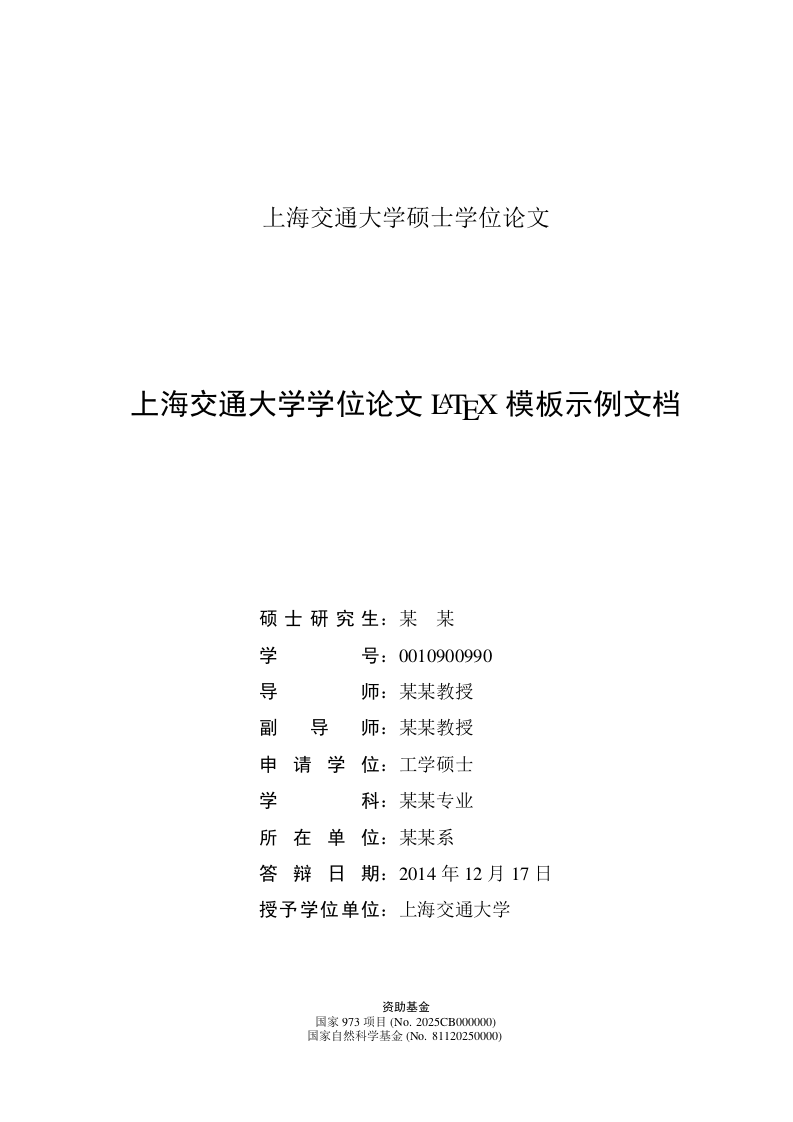 上海交通大学硕士学位论文
上海交通大学学位论文 LATEX 模板示例文档
硕士研究生：某　某
学号：0010900990
导师：某某教授
副导师：某某教授
申请学位：工学硕士
学科：某某专业
所在单位：某某系
答辩日期：2014 年 12 月 17 日
授予学位单位：上海交通大学
资助基金
国家 973 项目 (No. 2025CB000000)
国家自然科学基金 (No. 81120250000)